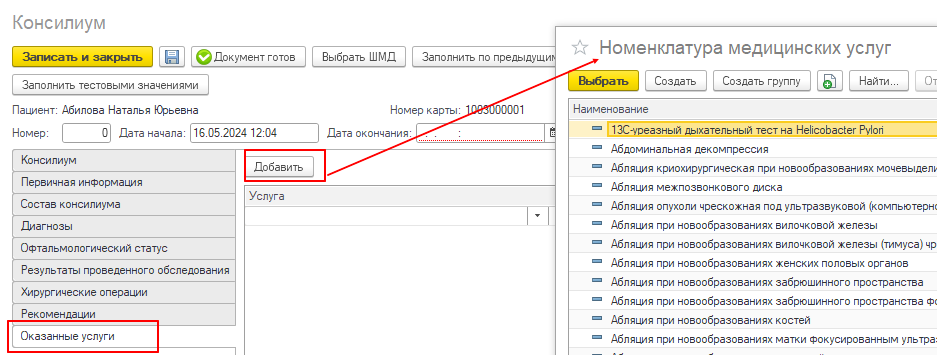 Консилиум
Записать и закрыть
Документ готов
Выбрать ШМД
Заполнить по предыдущим
Заполнить тестовыми значениями
Пациент: Абилова Наталья Юрьевна
Номер карты: 1003000001
Номер: 0 Дата начала: 16.05.2024 12:04 Дата окончания: . . :
Консилиум
Первичная информация
Состав консилиума
Диагнозы
Офтальмологический статус
Результаты проведенного обследования
Хирургические операции
Рекомендации
Оказанные услуги
Добавить
Услуга
Номенклатура медицинских услуг
Выбрать
Создать
Создать группу
Найти...
От
Наименование
13С-уреазный дыхательный тест на Helicobacter Pylori
Абдоминальная декомпрессия
Абляция криохирургическая при новообразованиях мочевыдели
Абляция межпозвонкового диска
Абляция опухоли чрескожная под ультразвуковой (компьютерно
Абляция при новообразованиях вилочковой железы
Абляция при новообразованиях вилочковой железы (тимуса) чр
Абляция при новообразованиях женских половых органов
Абляция при новообразованиях забрюшинного пространства
Абляция при новообразованиях забрюшинного пространства фо
Абляция при новообразованиях костей
Абляция при новообразованиях матки фокусированным ультраз